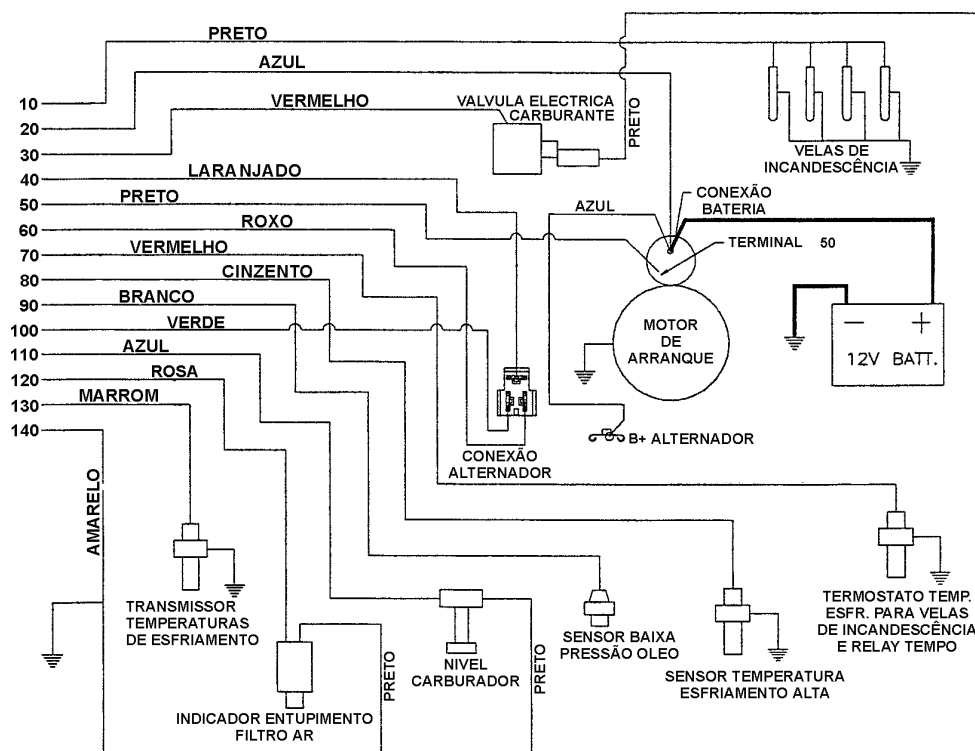 PRETO
AZUL
10
VERMELHO
VALVULA ELECTRICA
CARBURANTE
PRETO
20
30
VELAS DE
INCANDESCÊNCIA
LARANJADO
40
PRETO
50
AZUL
CONEXÃO
BATERIA
ROXO
60
TERMINAL 50
VERMELHO
70
CINZENTO
80
BRANCO
90
VERDE
100
MOTOR
DE
ARRANQUE
− +
12V BATT.
AZUL
110
ROSA
120
MARROM
130
140
CONEXÃO
ALTERNADOR
B+ ALTERNADOR
AMARELO
TRANSMISSOR
TEMPERATURAS
DE ESFRIAMENTO
INDICADOR ENTUPIMENTO
FILTRO AR
PRETO
NIVEL
CARBURADOR
PRETO
SENSOR BAIXA
PRESSÃO OLEO
SENSOR TEMPERATURA
ESFRIAMENTO ALTA
TERMOSTATO TEMP.
ESFR. PARA VELAS
DE INCANDESCÊNCIA
E RELAY TEMPO